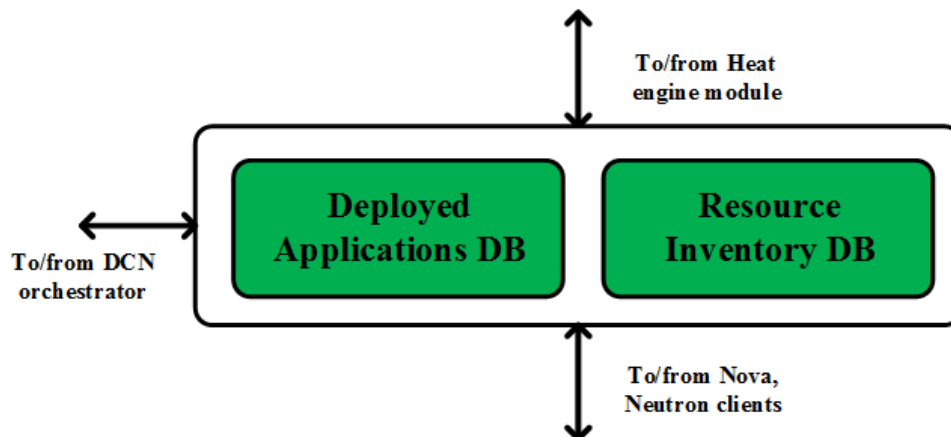 To/from Heat
engine module
Deployed
Applications DB
Resource
Inventory DB
To/from DCN
orchestrator
To/from Nova,
Neutron clients